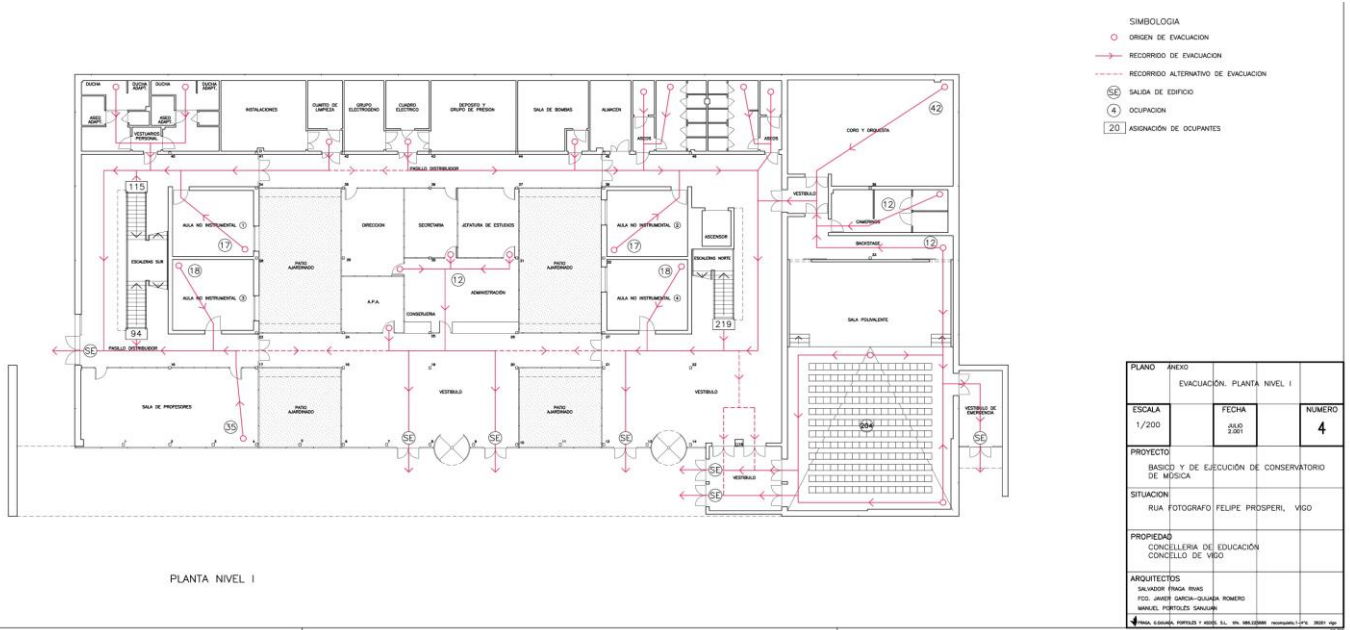 SIMBOLOGIA
ORIGEN DE EVACUACION
RECORRIDO DE EVACUACION
RECORRIDO ALTERNATIVO DE EVACUACION
SE SALIDA DE EDIFICIO
4 OCUPACION
20 ASIGNACIÓN DE OCUPANTES
DUCHA
DUCHA ADAPT.
DUCHA
DUCHA ADAPT.
ASEO ADAPT.
ASEO ADAPT.
VESTUARIOS PERSONAL
INSTALACIONES
CUARTO DE LIMPIEZA
GRUPO ELECTROGENO
CUADRO ELECTRICO
DEPOSITO Y GRUPO DE PRESION
SALA DE BOMBAS
ALMACEN
ASEOS
ASEOS
CORO Y ORQUESTA
42
PASILLO DISTRIBUIDOR
115
AULA NO INSTRUMENTAL 1
17
ESCALERAS SUR
18
AULA NO INSTRUMENTAL 3
94
PATIO AJARDINADO
DIRECCION
SECRETARIA
JEFATURA DE ESTUDIOS
12
ADMINISTRACIÓN
A.P.A.
CONSERJERIA
PATIO AJARDINADO
AULA NO INSTRUMENTAL 2
17
18
AULA NO INSTRUMENTAL 4
ASCENSOR
ESCALERAS NORTE
219
VESTIBULO
12
CAMERINOS
BACKSTAGE
12
SALA POLIVALENTE
204
SE
PASILLO DISTRIBUIDOR
SALA DE PROFESORES
35
PATIO AJARDINADO
VESTIBULO
PATIO AJARDINADO
VESTIBULO
SE
SE
SE
SE
SE
VESTIBULO
VESTIBULO DE EMERGENCIA
SE
PLANTA NIVEL I
PLANO ANEXO
EVACUACIÓN. PLANTA NIVEL I
ESCALA
1/200
FECHA
JULIO
2.001
NUMERO
4
PROYECTO
BASICO Y DE EJECUCIÓN DE CONSERVATORIO
DE MÚSICA
SITUACION
RUA FOTOGRAFO FELIPE PROSPERI, VIGO
PROPIEDAD
CONCELLERIA DE EDUCACIÓN
CONCELLO DE VIGO
ARQUITECTOS
SALVADOR FRAGA RIVAS
FCO. JAVIER GARCIA-QUIJADA ROMERO
MANUEL PORTOLÉS SANJUAN